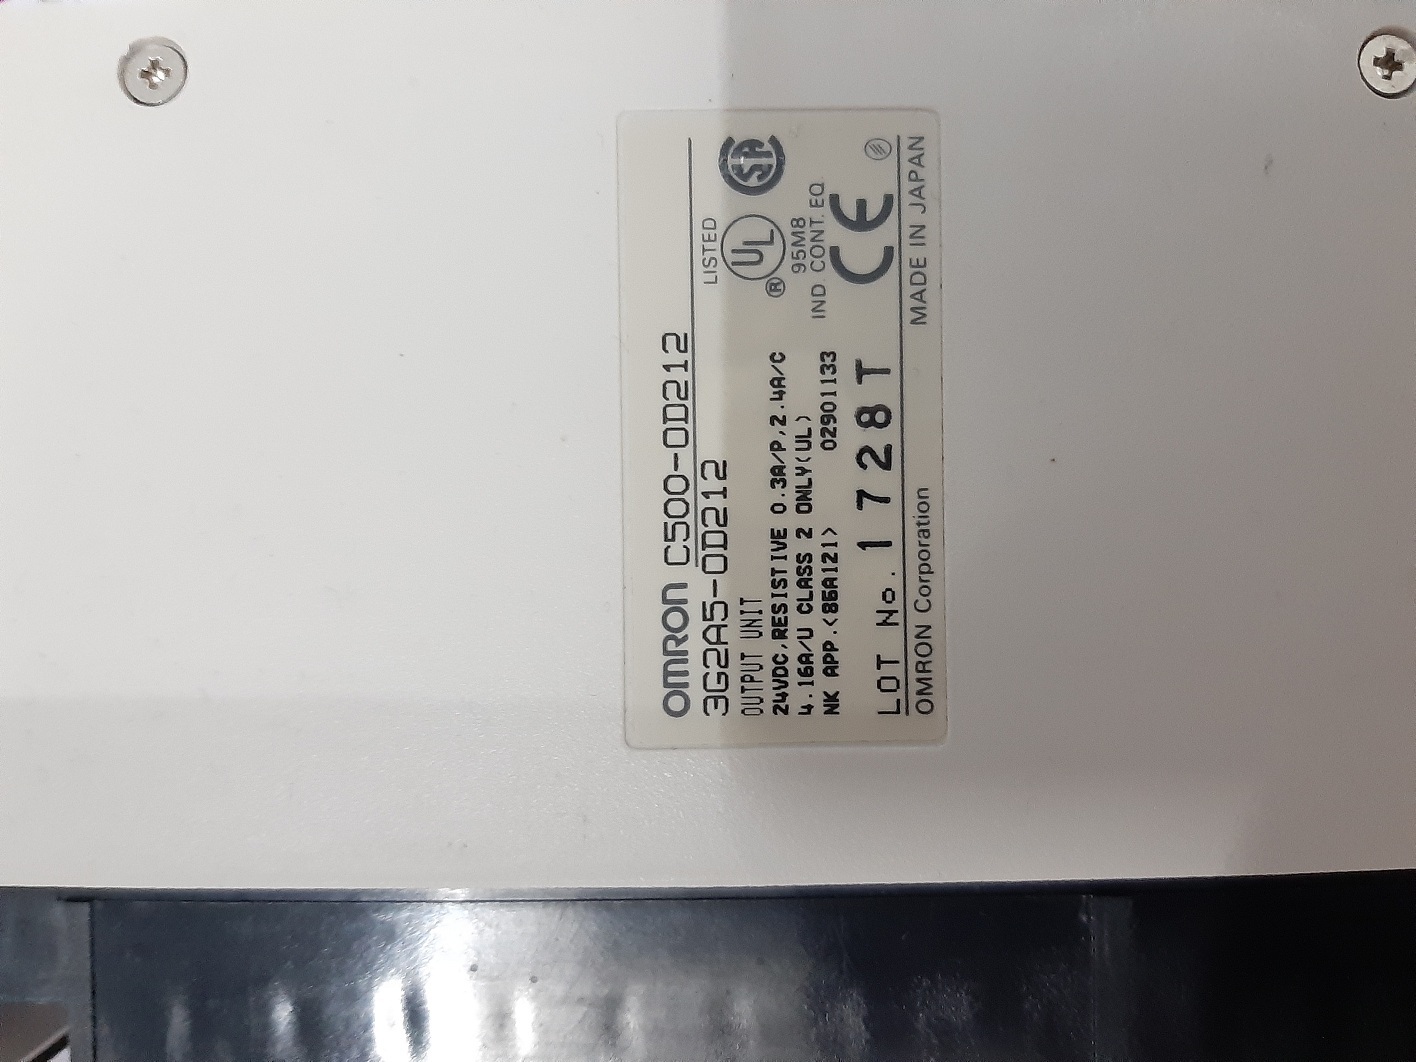 OMRON C500-OD212
3G2A5-OD212
OUTPUT UNIT
24VDC,RESISTIVE 0.3A/P,2.4A/C
4.16A/U CLASS 2 ONLY(UL)
NK APP.<86A121> 02901133
LOT No. 1728T
LISTED
UL
®
SA
95M8
IND CONT. EQ.
CE
OMRON Corporation MADE IN JAPAN